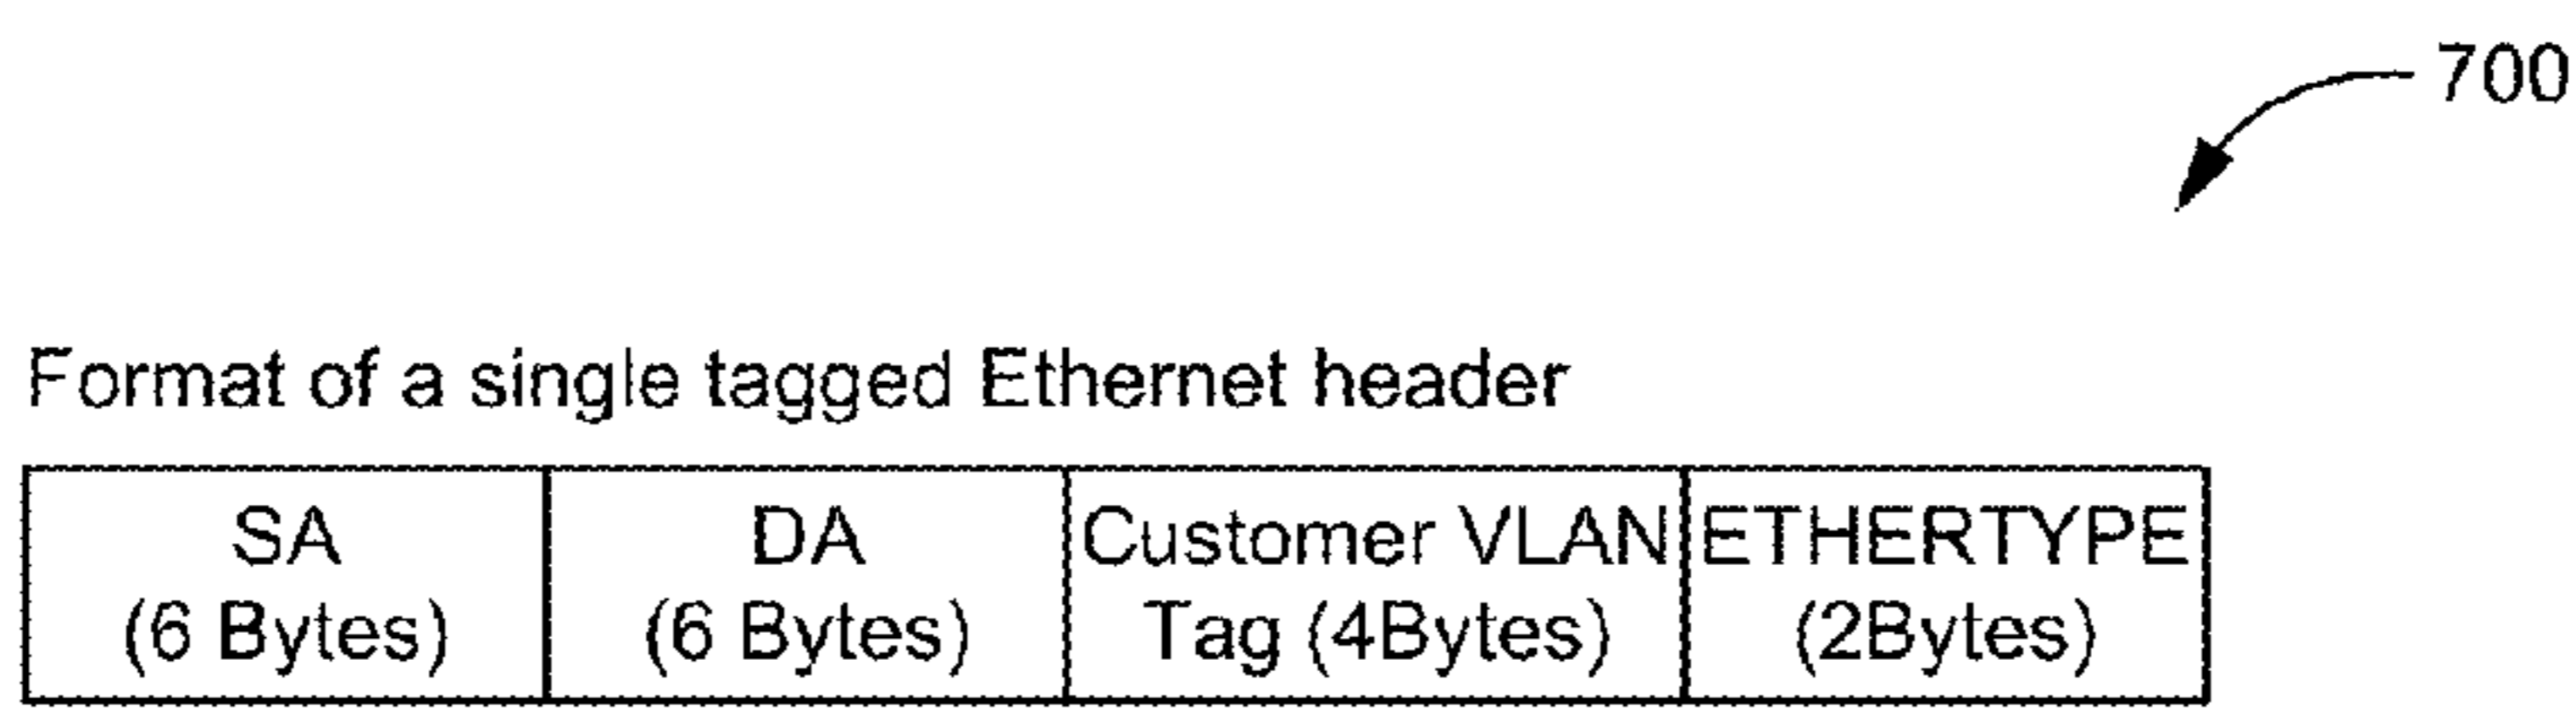 700
Format of a single tagged Ethernet header
SA
(6 Bytes)
DA
(6 Bytes)
Customer VLAN
Tag (4Bytes)
ETHERTYPE
(2Bytes)